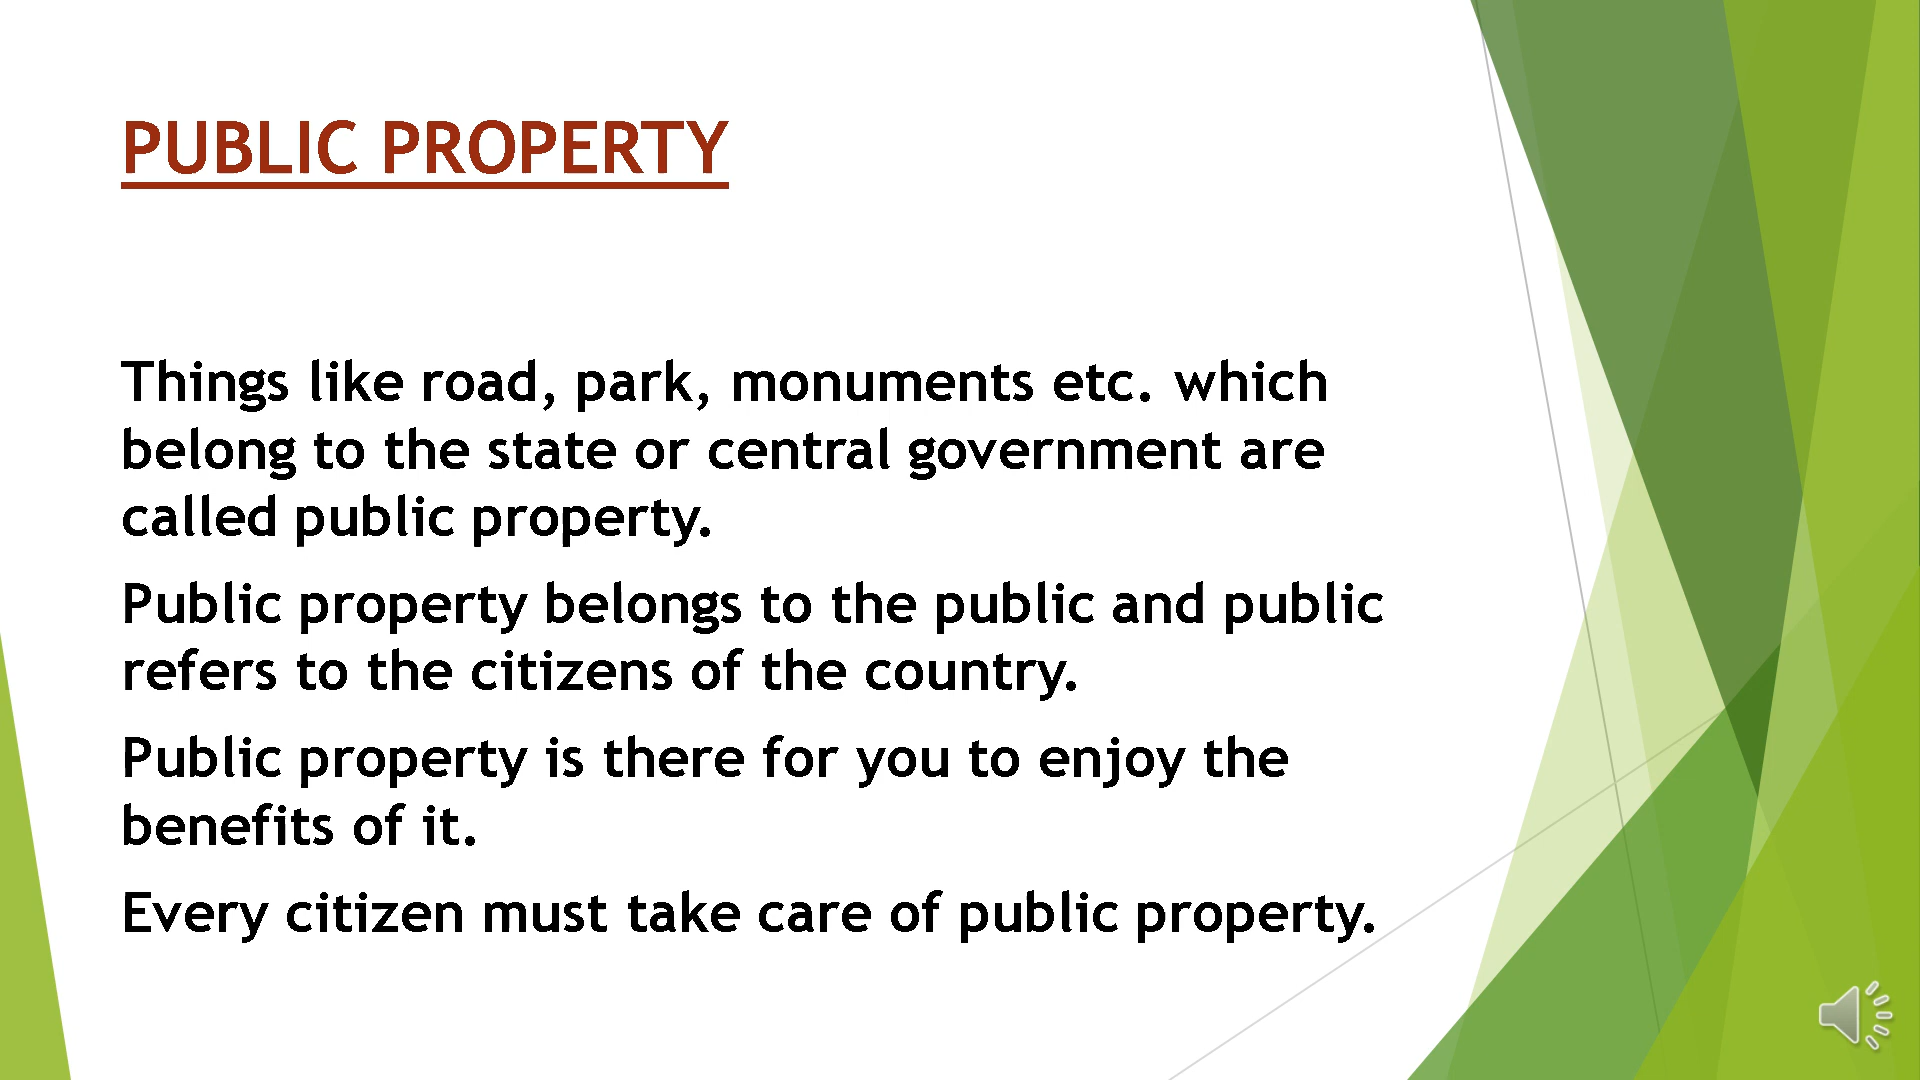 PUBLIC PROPERTY
Things like road, park, monuments etc. which
belong to the state or central government are
called public property.
Public property belongs to the public and public
refers to the citizens of the country.
Public property is there for you to enjoy the
benefits of it.
Every citizen must take care of public property.